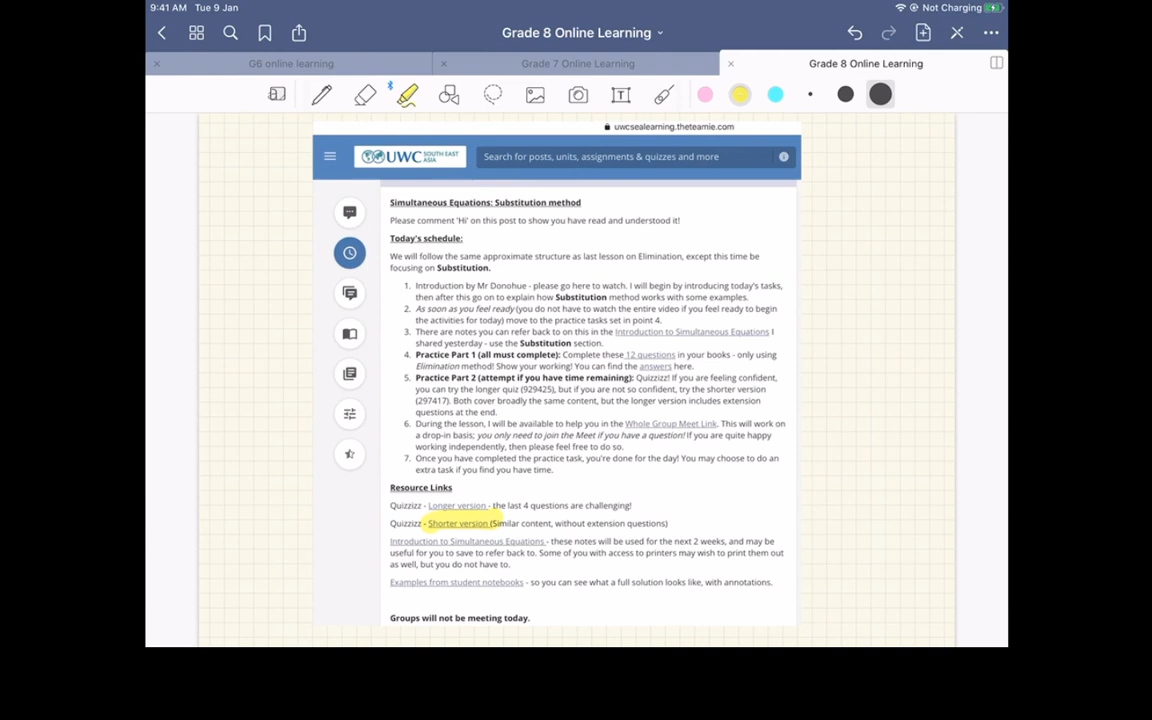 9:41 AM Tue 9 Jan
Not Charging
Grade 8 Online Learning
G6 online learning
Grade 7 Online Learning
Grade 8 Online Learning
uwcsealearning.theteamie.com
UWC SOUTH EAST ASIA
Search for posts, units, assignments & quizzes and more
Simultaneous Equations: Substitution method
Please comment 'Hi' on this post to show you have read and understood it!
Today's schedule:
We will follow the same approximate structure as last lesson on Elimination, except this time be
focusing on Substitution.
1. Introduction by Mr Donohue - please go here to watch. I will begin by introducing today's tasks,
then after this go on to explain how Substitution method works with some examples.
2. As soon as you feel ready (you do not have to watch the entire video if you feel ready to begin
the activities for today) move to the practice tasks set in point 4.
3. There are notes you can refer back to on this in the Introduction to Simultaneous Equations I
shared yesterday - use the Substitution section.
4. Practice Part 1 (all must complete): Complete these 12 questions in your books - only using
Elimination method! Show your working! You can find the answers here.
5. Practice Part 2 (attempt if you have time remaining): Quizizz! If you are feeling confident,
you can try the longer quiz (929425), but if you are not so confident, try the shorter version
(297417). Both cover broadly the same content, but the longer version includes extension
questions at the end.
6. During the lesson, I will be available to help you in the Whole Group Meet Link. This will work on
a drop-in basis; you only need to join the Meet if you have a question! If you are quite happy
working independently, then please feel free to do so.
7. Once you have completed the practice task, you're done for the day! You may choose to do an
extra task if you find you have time.
Resource Links
Quizzizz - Longer version - the last 4 questions are challenging!
Quizzizz - Shorter version (Similar content, without extension questions)
Introduction to Simultaneous Equations - these notes will be used for the next 2 weeks, and may be
useful for you to save to refer back to. Some of you with access to printers may wish to print them out
as well, but you do not have to.
Examples from student notebooks - so you can see what a full solution looks like, with annotations.
Groups will not be meeting today.